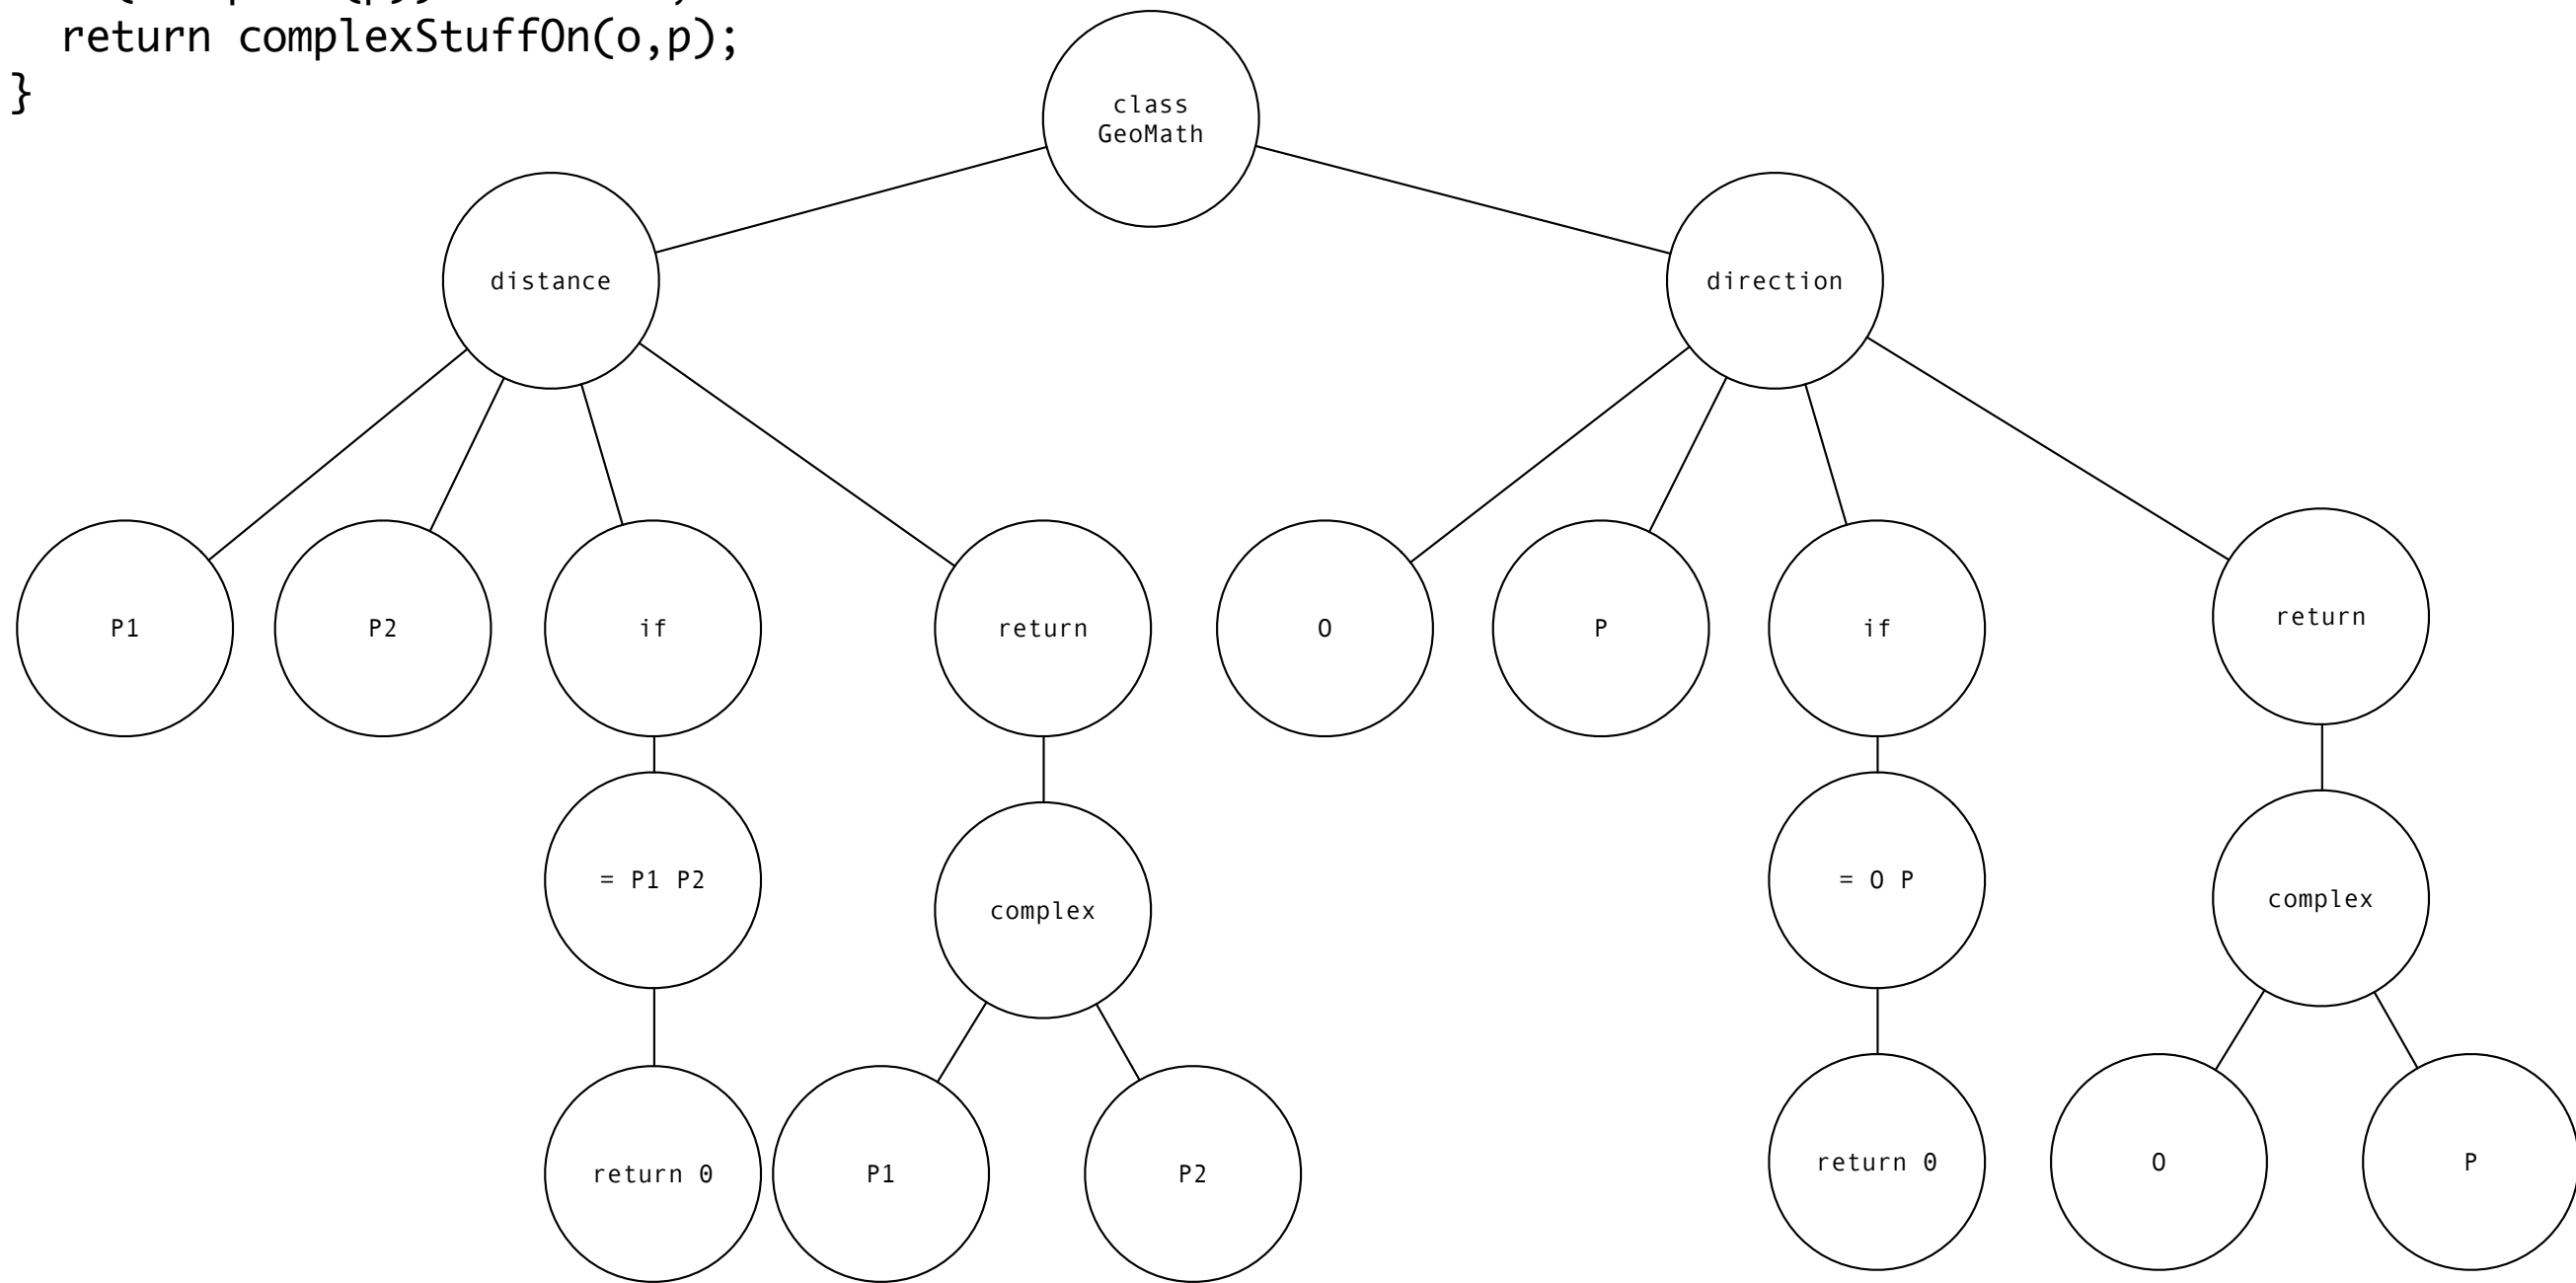 return complexStuffOn(o,p);
}
class
GeoMath
distance
direction
P1
P2
if
return
O
P
if
return
= P1 P2
complex
= O P
complex
return 0
P1
P2
return 0
O
P